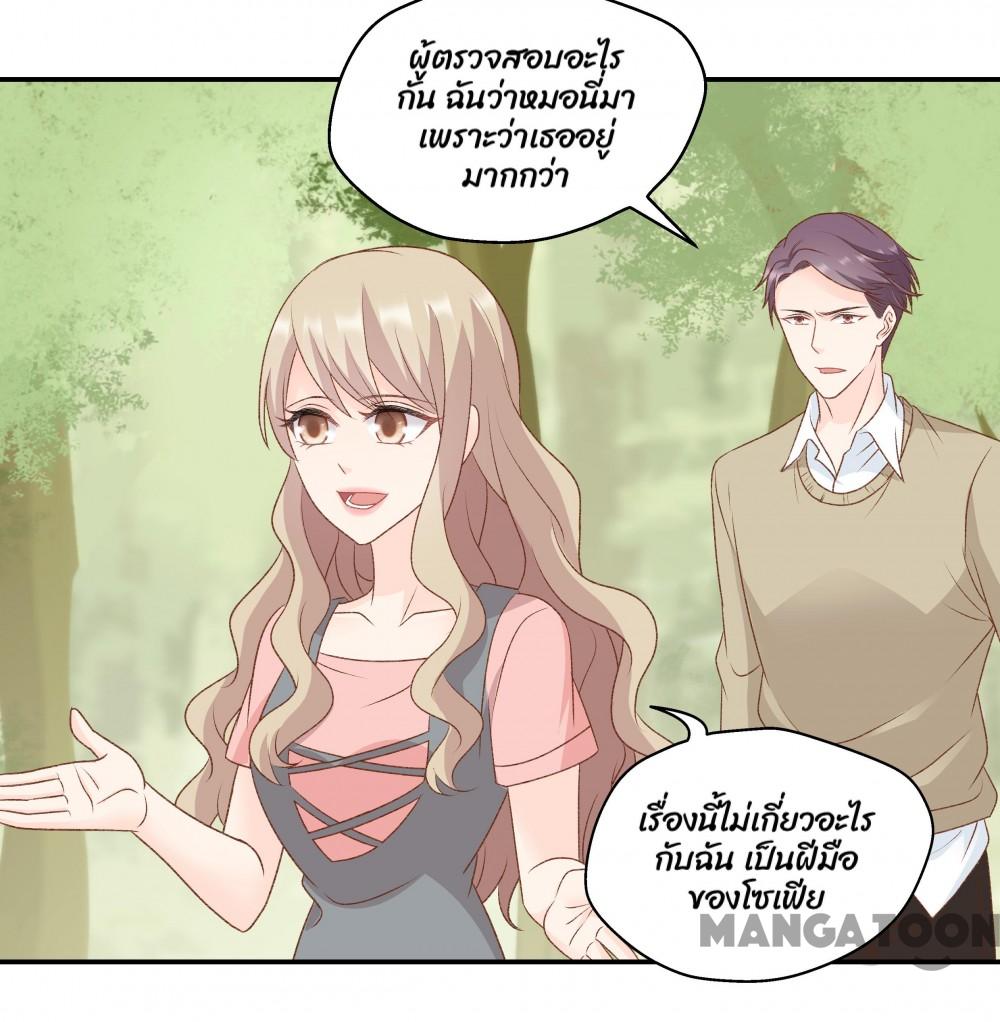 ผู้ตรวจสอบอะไร
กัน ฉันว่าหมอนี่มา
เพราะว่าเธออยู่
มากกว่า
เรื่องนี้ไม่เกี่ยวอะไร
กับฉัน เป็นฝีมือ
ของโซเฟีย
MANGATOON